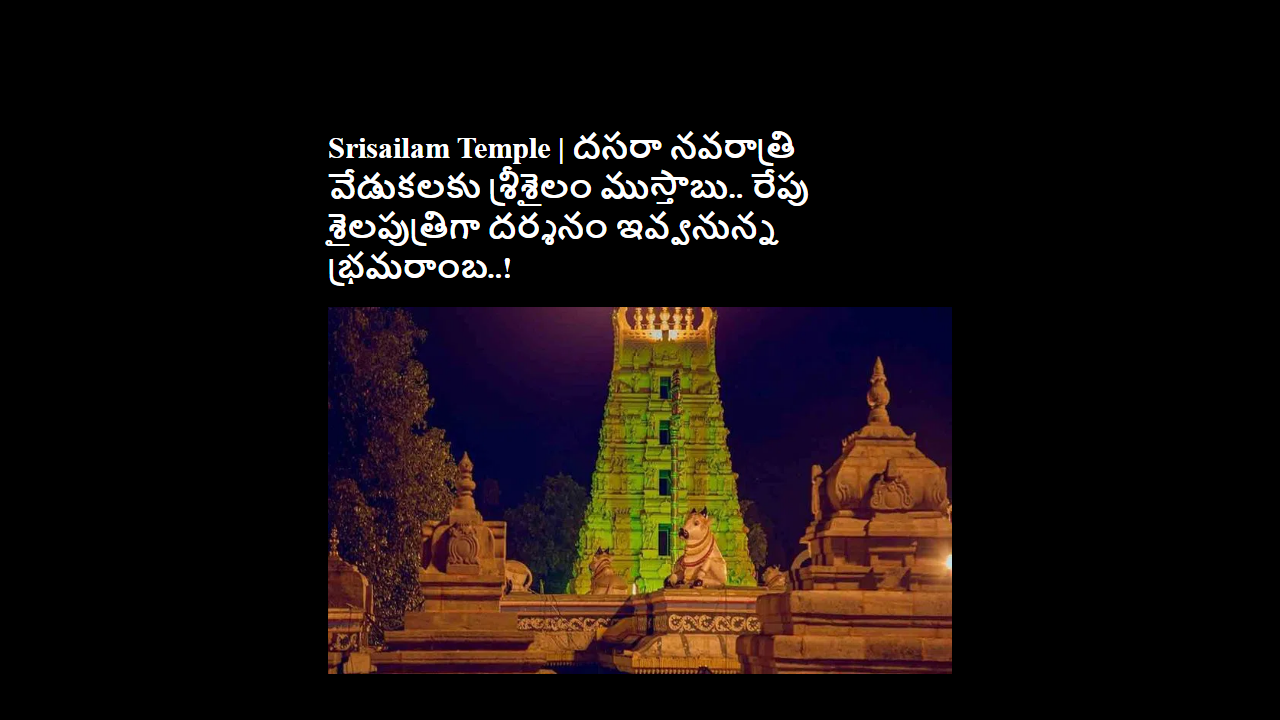 Srisailam Temple | దసరా నవరాత్రి
వేడుకలకు శ్రీశైలం ముస్తాబు.. రేపు
శైలపుత్రిగా దర్శనం ఇవ్వనున్న
భ్రమరాంబ..!